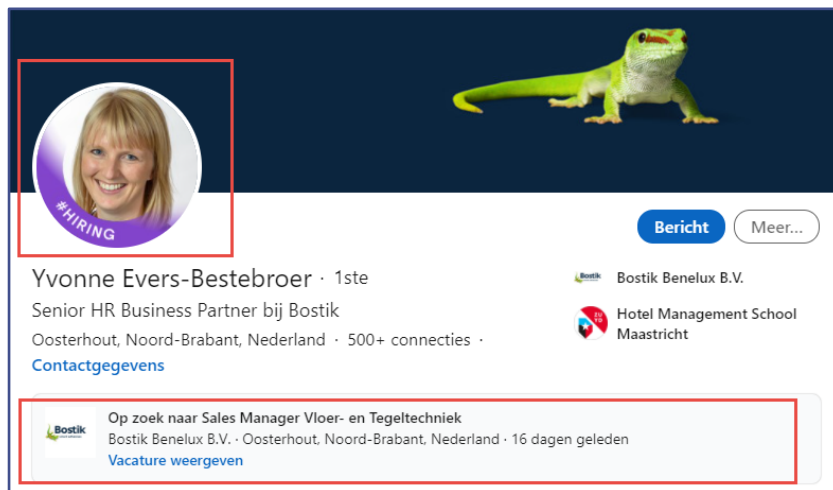 #HIRING
Bericht
Meer...
Yvonne Evers-Bestebroer · 1ste
Senior HR Business Partner bij Bostik
Oosterhout, Noord-Brabant, Nederland · 500+ connecties ·
Contactgegevens
Bostik
Bostik Benelux B.V.
Hotel Management School
Maastricht
Bostik
Op zoek naar Sales Manager Vloer- en Tegeltechniek
Bostik Benelux B.V. · Oosterhout, Noord-Brabant, Nederland · 16 dagen geleden
Vacature weergeven